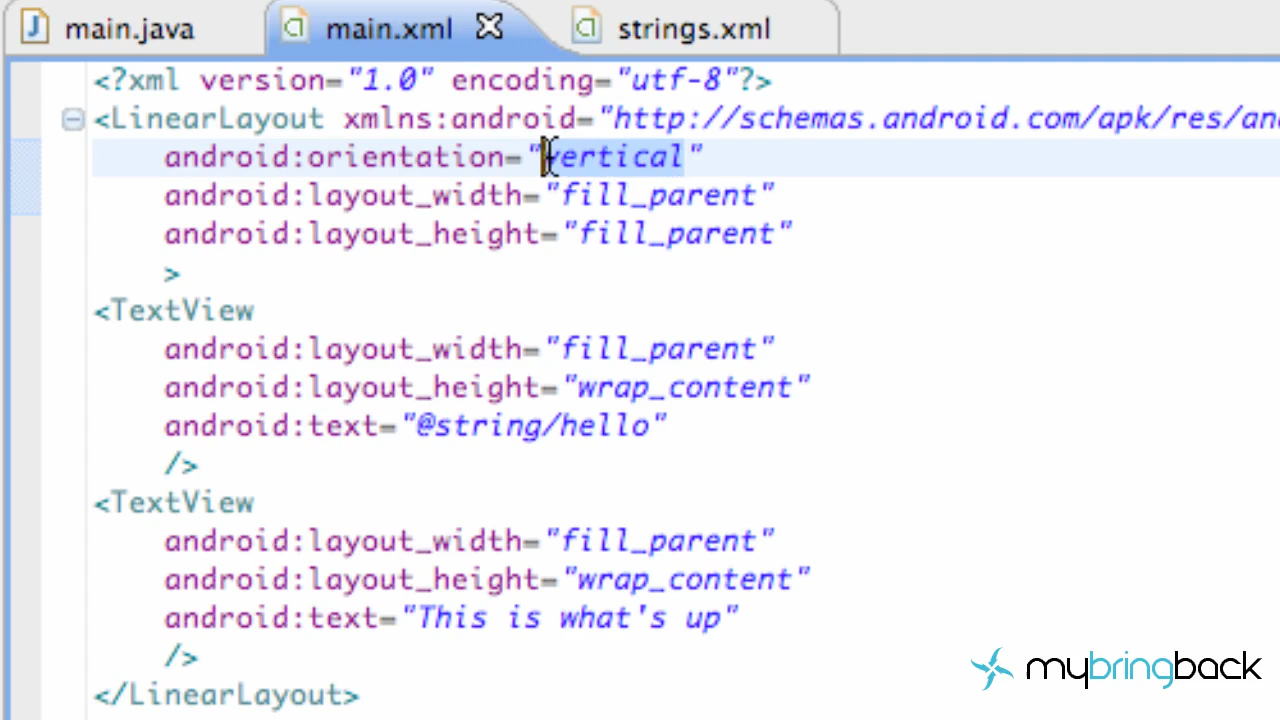 main.java main.xml strings.xml
<?xml version="1.0" encoding="utf-8"?>
<LinearLayout xmlns:android="http://schemas.android.com/apk/res/an
android:orientation="vertical"
android:layout_width="fill_parent"
android:layout_height="fill_parent"
>
<TextView
android:layout_width="fill_parent"
android:layout_height="wrap_content"
android:text="@string/hello"
/>
<TextView
android:layout_width="fill_parent"
android:layout_height="wrap_content"
android:text="This is what's up"
/>
</LinearLayout>
mybringback